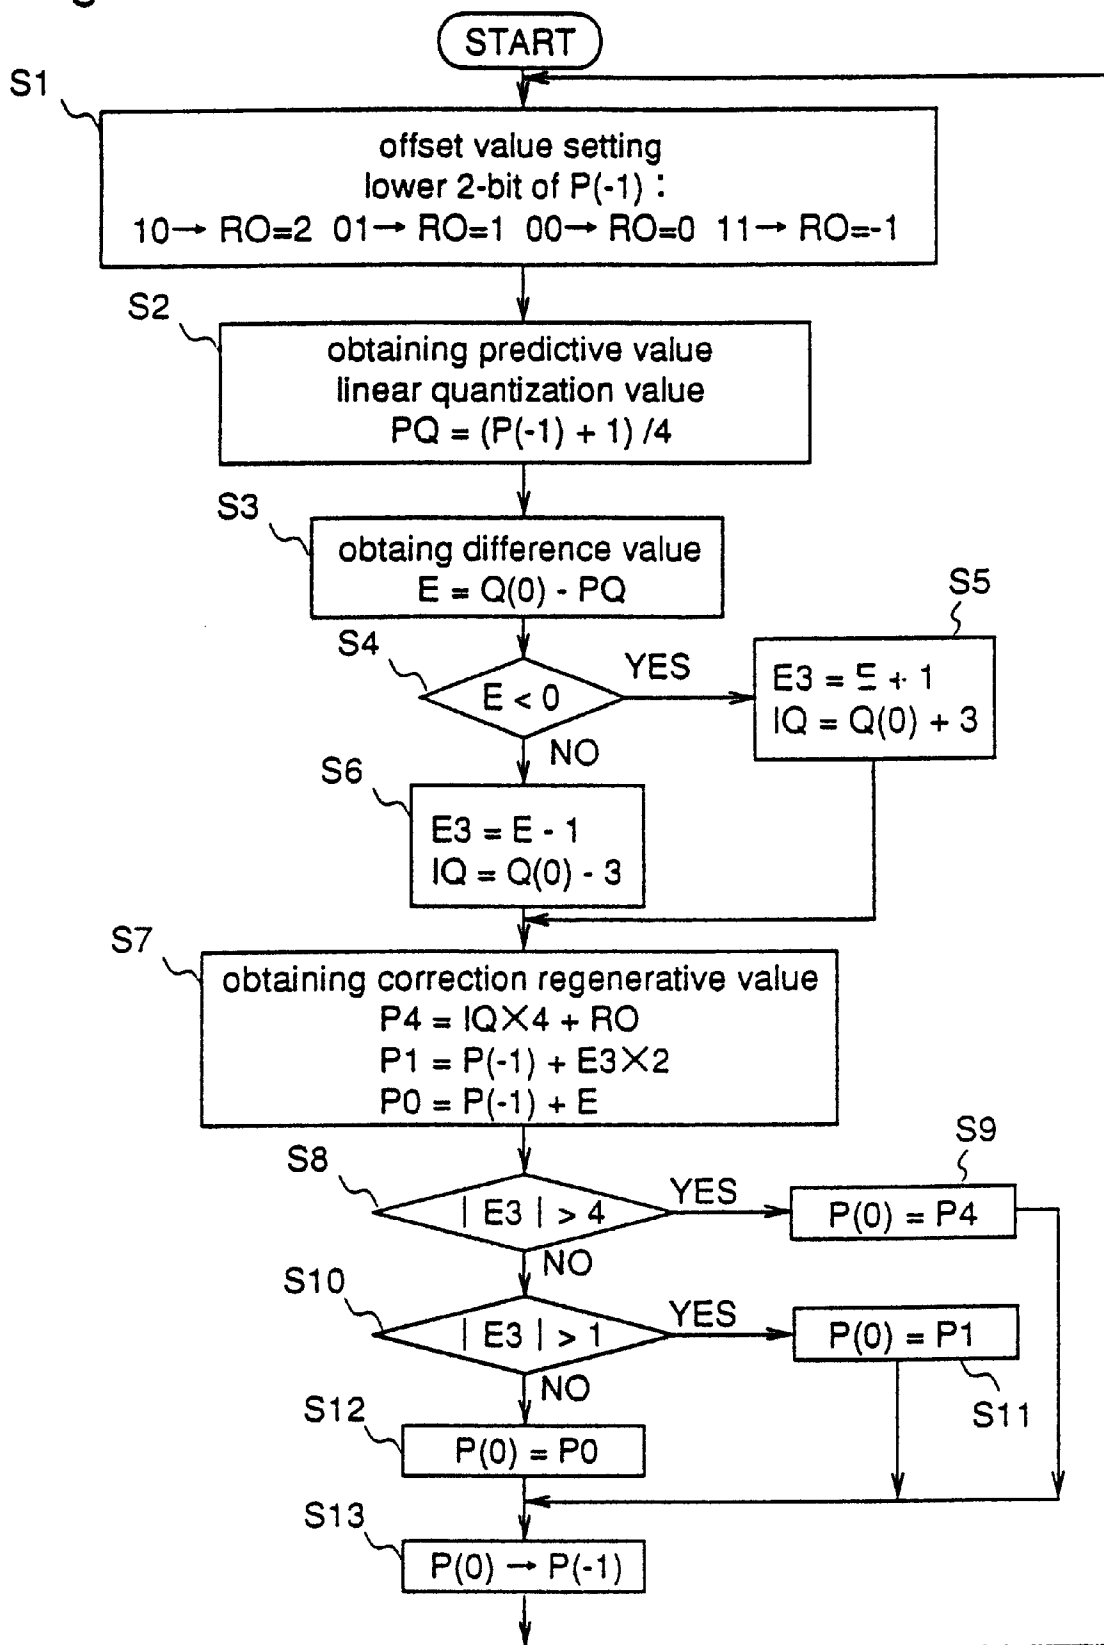 START
S1
offset value setting
lower 2-bit of P(-1) :
10→ RO=2 01→ RO=1 00→ RO=0 11→ RO=-1
S2
obtaining predictive value
linear quantization value
PQ = (P(-1) + 1) /4
S3
obtaing difference value
E = Q(0) - PQ
S4
E < 0
YES
NO
S5
E3 = E + 1
IQ = Q(0) + 3
S6
E3 = E - 1
IQ = Q(0) - 3
S7
obtaining correction regenerative value
P4 = IQ×4 + RO
P1 = P(-1) + E3×2
P0 = P(-1) + E
S8
| E3 | > 4
YES
NO
S9
P(0) = P4
S10
| E3 | > 1
YES
NO
P(0) = P1
S11
S12
P(0) = P0
S13
P(0) → P(-1)